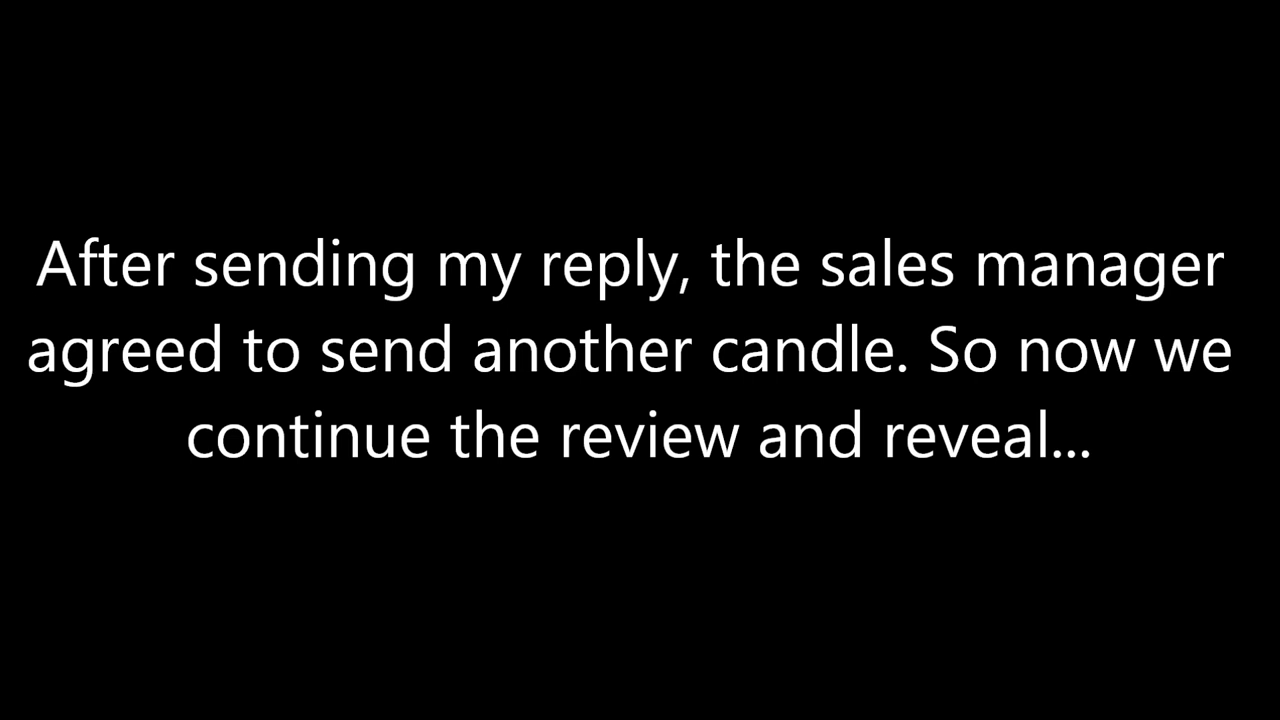 After sending my reply, the sales manager
agreed to send another candle. So now we
continue the review and reveal...